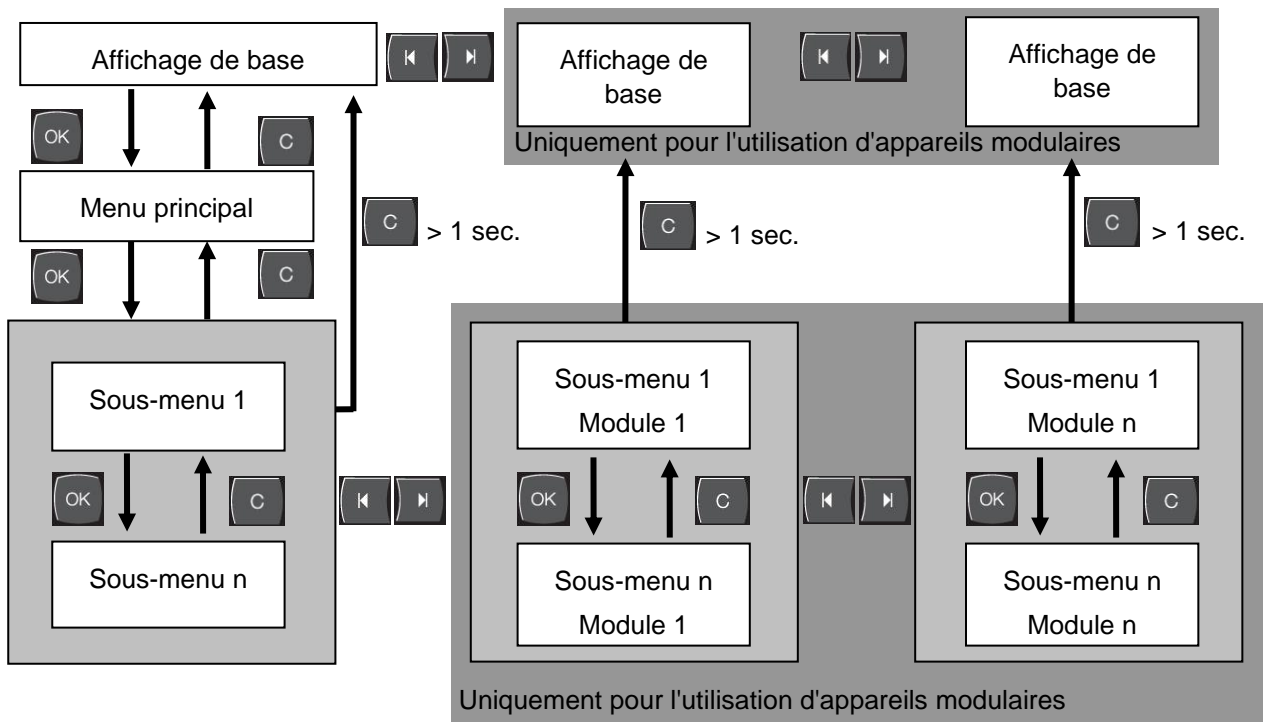 Affichage de base
Affichage de
base
Affichage de
base
Uniquement pour l'utilisation d'appareils modulaires
OK
C
Menu principal
C
> 1 sec.
C
> 1 sec.
C
> 1 sec.
OK
C
Sous-menu 1
Sous-menu 1
Module 1
Sous-menu 1
Module n
OK
C
OK
C
OK
C
Sous-menu n
Sous-menu n
Module 1
Sous-menu n
Module n
Uniquement pour l'utilisation d'appareils modulaires